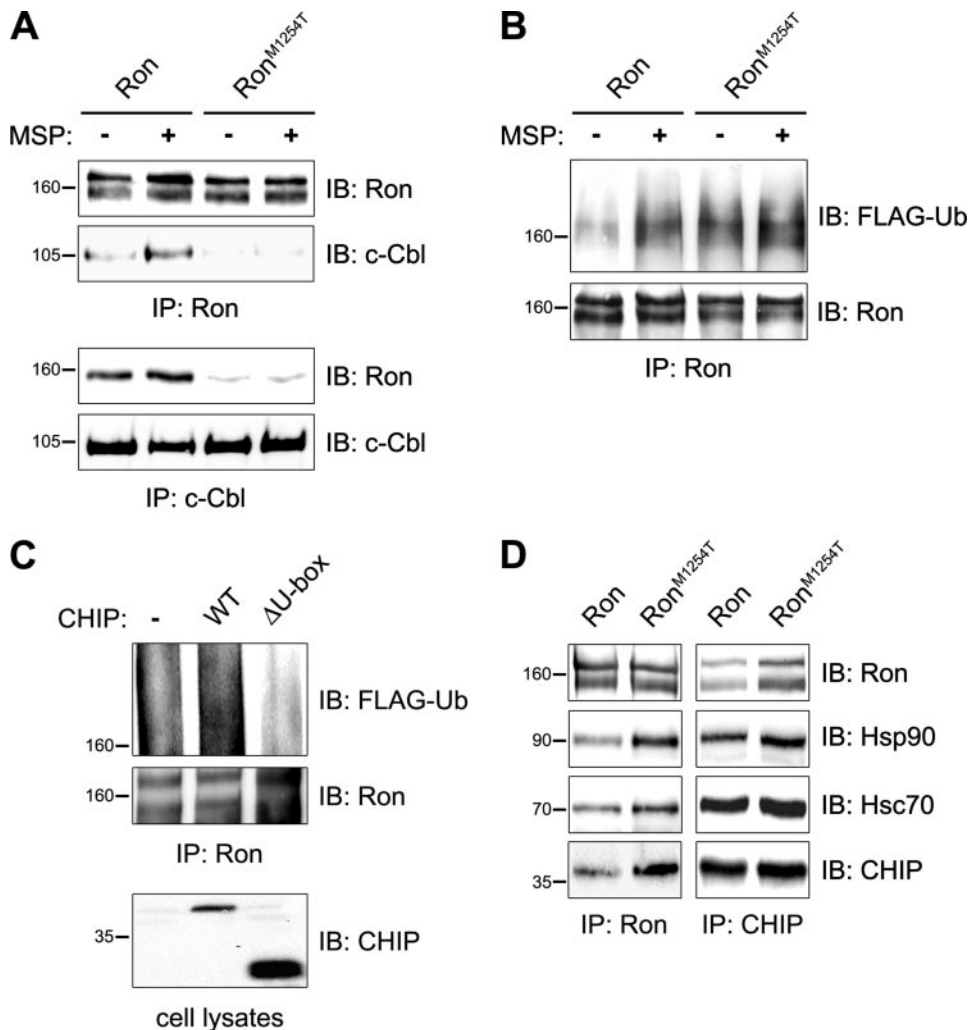 A
Ron RonM1254T
MSP: - + - +
160 IB: Ron
105 IB: c-Cbl
IP: Ron
160 IB: Ron
105 IB: c-Cbl
IP: c-Cbl
B
Ron RonM1254T
MSP: - + - +
160 IB: FLAG-Ub
160 IB: Ron
IP: Ron
C
CHIP: - WT ΔU-box
160 IB: FLAG-Ub
160 IB: Ron
IP: Ron
35 IB: CHIP
cell lysates
D
Ron RonM1254T Ron RonM1254T
160 IB: Ron
90 IB: Hsp90
70 IB: Hsc70
35 IB: CHIP
IP: Ron IP: CHIP